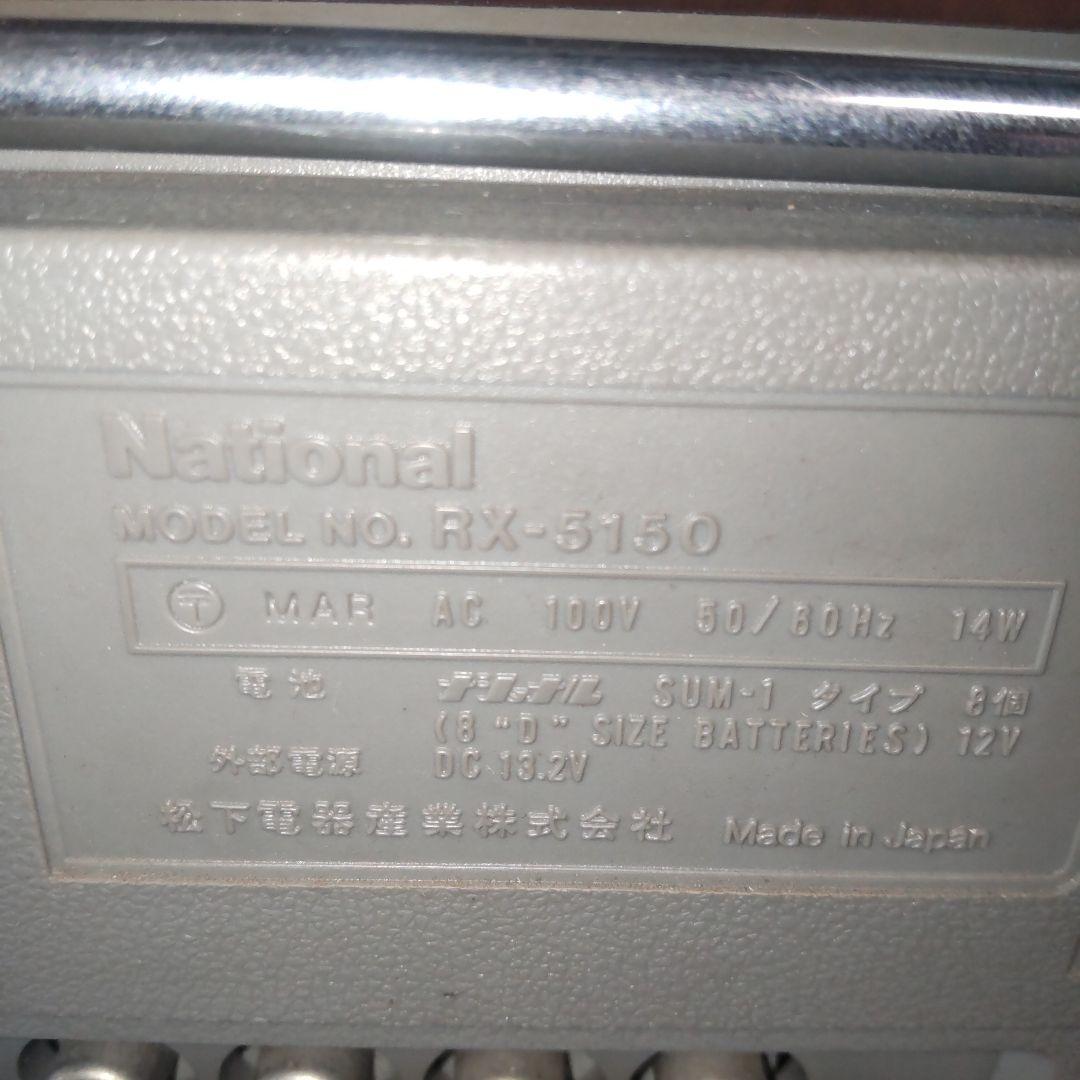 National
MODEL NO. RX-5150
〒 MAR AC 100V 50/60Hz 14W
電池 ナショナル SUM-1 タイプ 8個
(8 "D" SIZE BATTERIES) 12V
外部電源 DC 13.2V
松下電器産業株式会社 Made in Japan